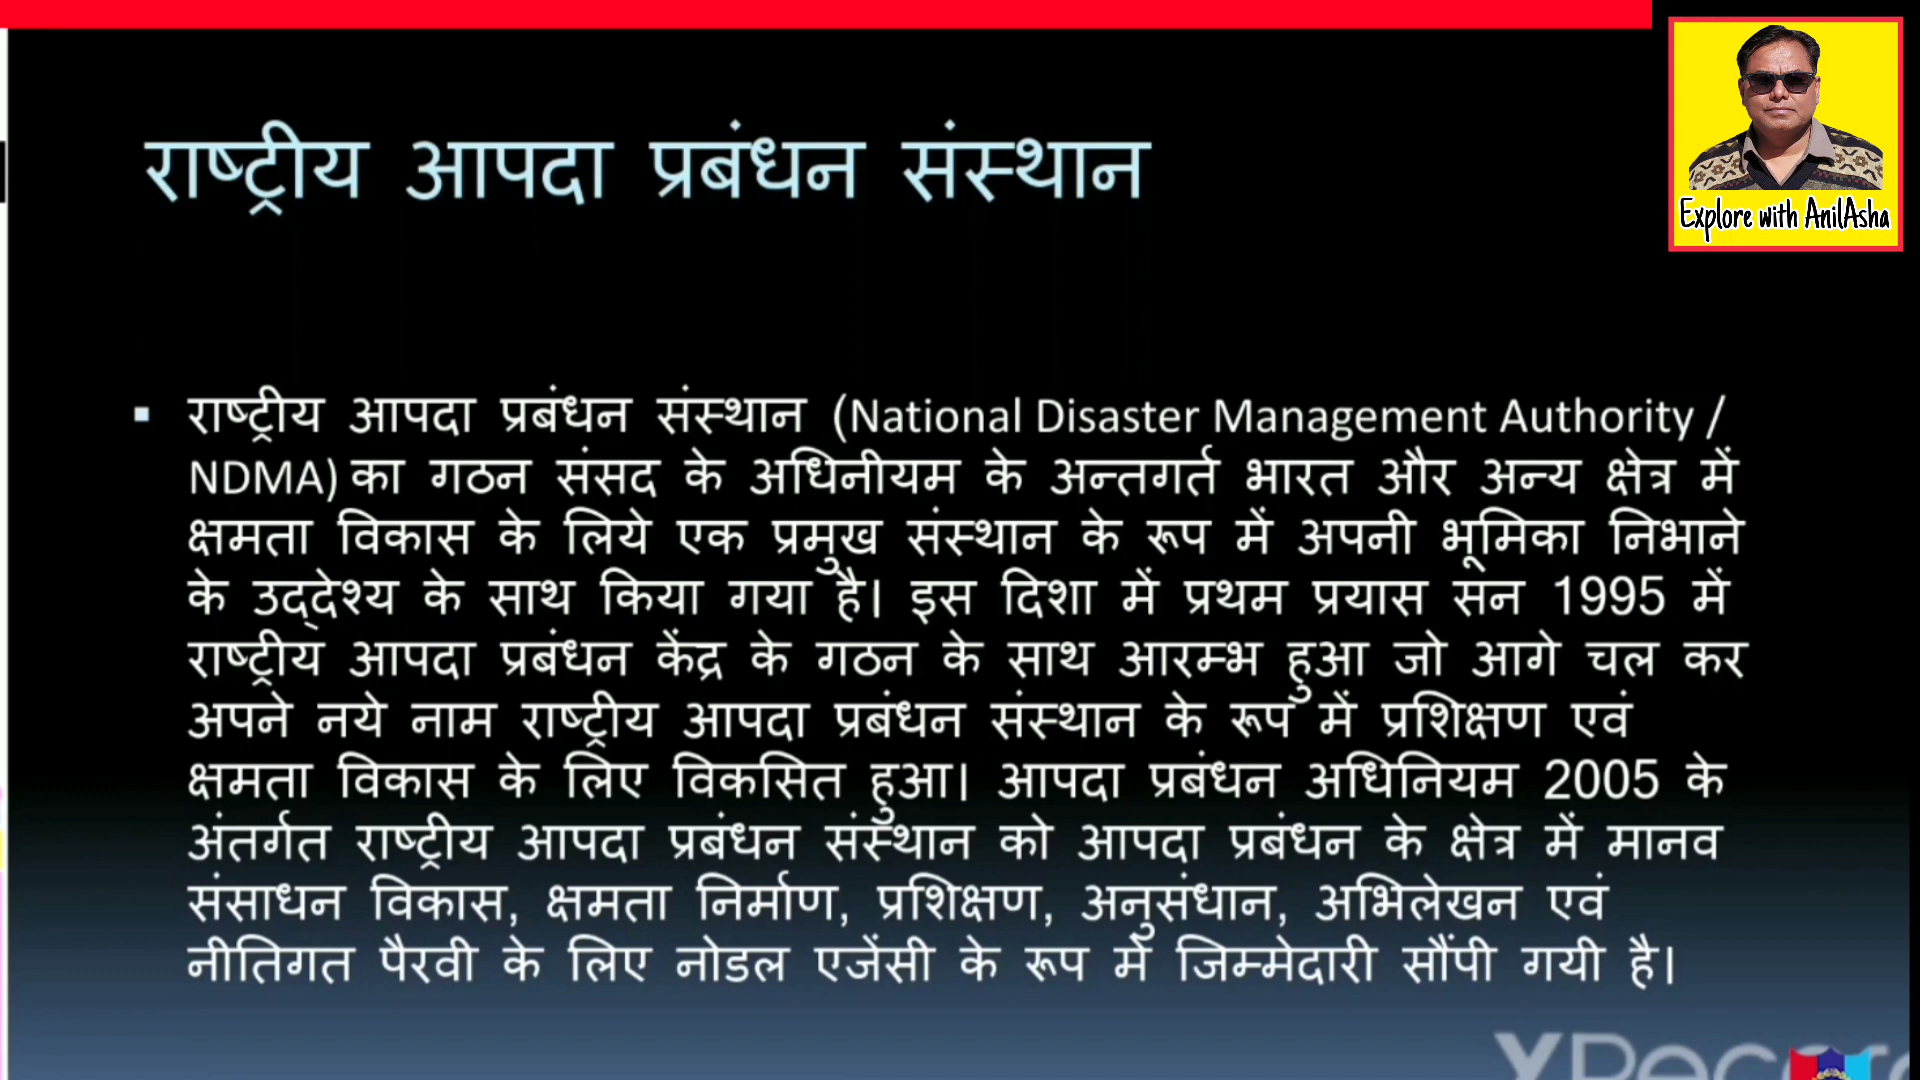 राष्ट्रीय आपदा प्रबंधन संस्थान
Explore with AnilAsha
▪ राष्ट्रीय आपदा प्रबंधन संस्थान (National Disaster Management Authority /
NDMA) का गठन संसद के अधिनीयम के अन्तगर्त भारत और अन्य क्षेत्र में
क्षमता विकास के लिये एक प्रमुख संस्थान के रूप में अपनी भूमिका निभाने
के उद्देश्य के साथ किया गया है। इस दिशा में प्रथम प्रयास सन 1995 में
राष्ट्रीय आपदा प्रबंधन केंद्र के गठन के साथ आरम्भ हुआ जो आगे चल कर
अपने नये नाम राष्ट्रीय आपदा प्रबंधन संस्थान के रूप में प्रशिक्षण एवं
क्षमता विकास के लिए विकसित हुआ। आपदा प्रबंधन अधिनियम 2005 के
अंतर्गत राष्ट्रीय आपदा प्रबंधन संस्थान को आपदा प्रबंधन के क्षेत्र में मानव
संसाधन विकास, क्षमता निर्माण, प्रशिक्षण, अनुसंधान, अभिलेखन एवं
नीतिगत पैरवी के लिए नोडल एजेंसी के रूप में जिम्मेदारी सौंपी गयी है।